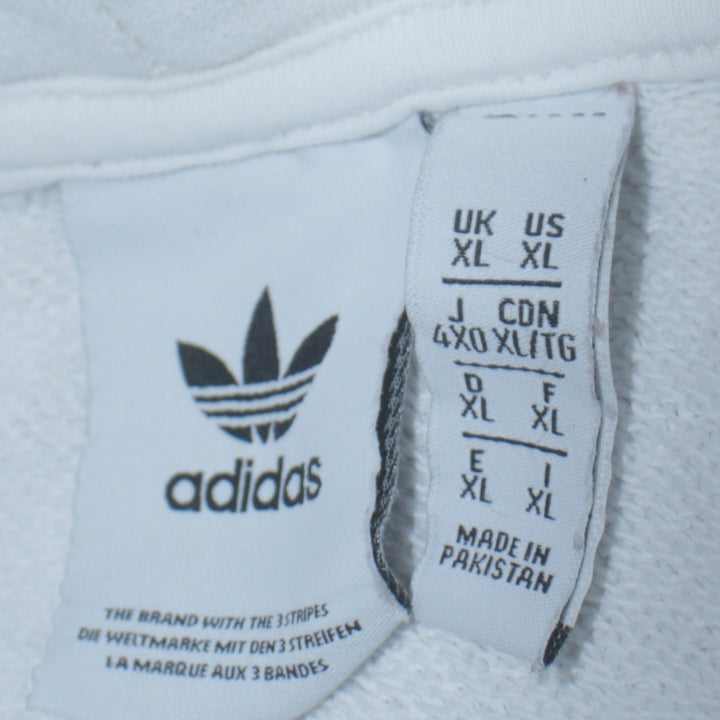 adidas
THE BRAND WITH THE 3 STRIPES
DIE WELTMARKE MIT DEN 3 STREIFEN
LA MARQUE AUX 3 BANDES
UK US
XL XL
J CDN
4XO XL/TG
D F
XL XL
E I
XL XL
MADE IN
PAKISTAN